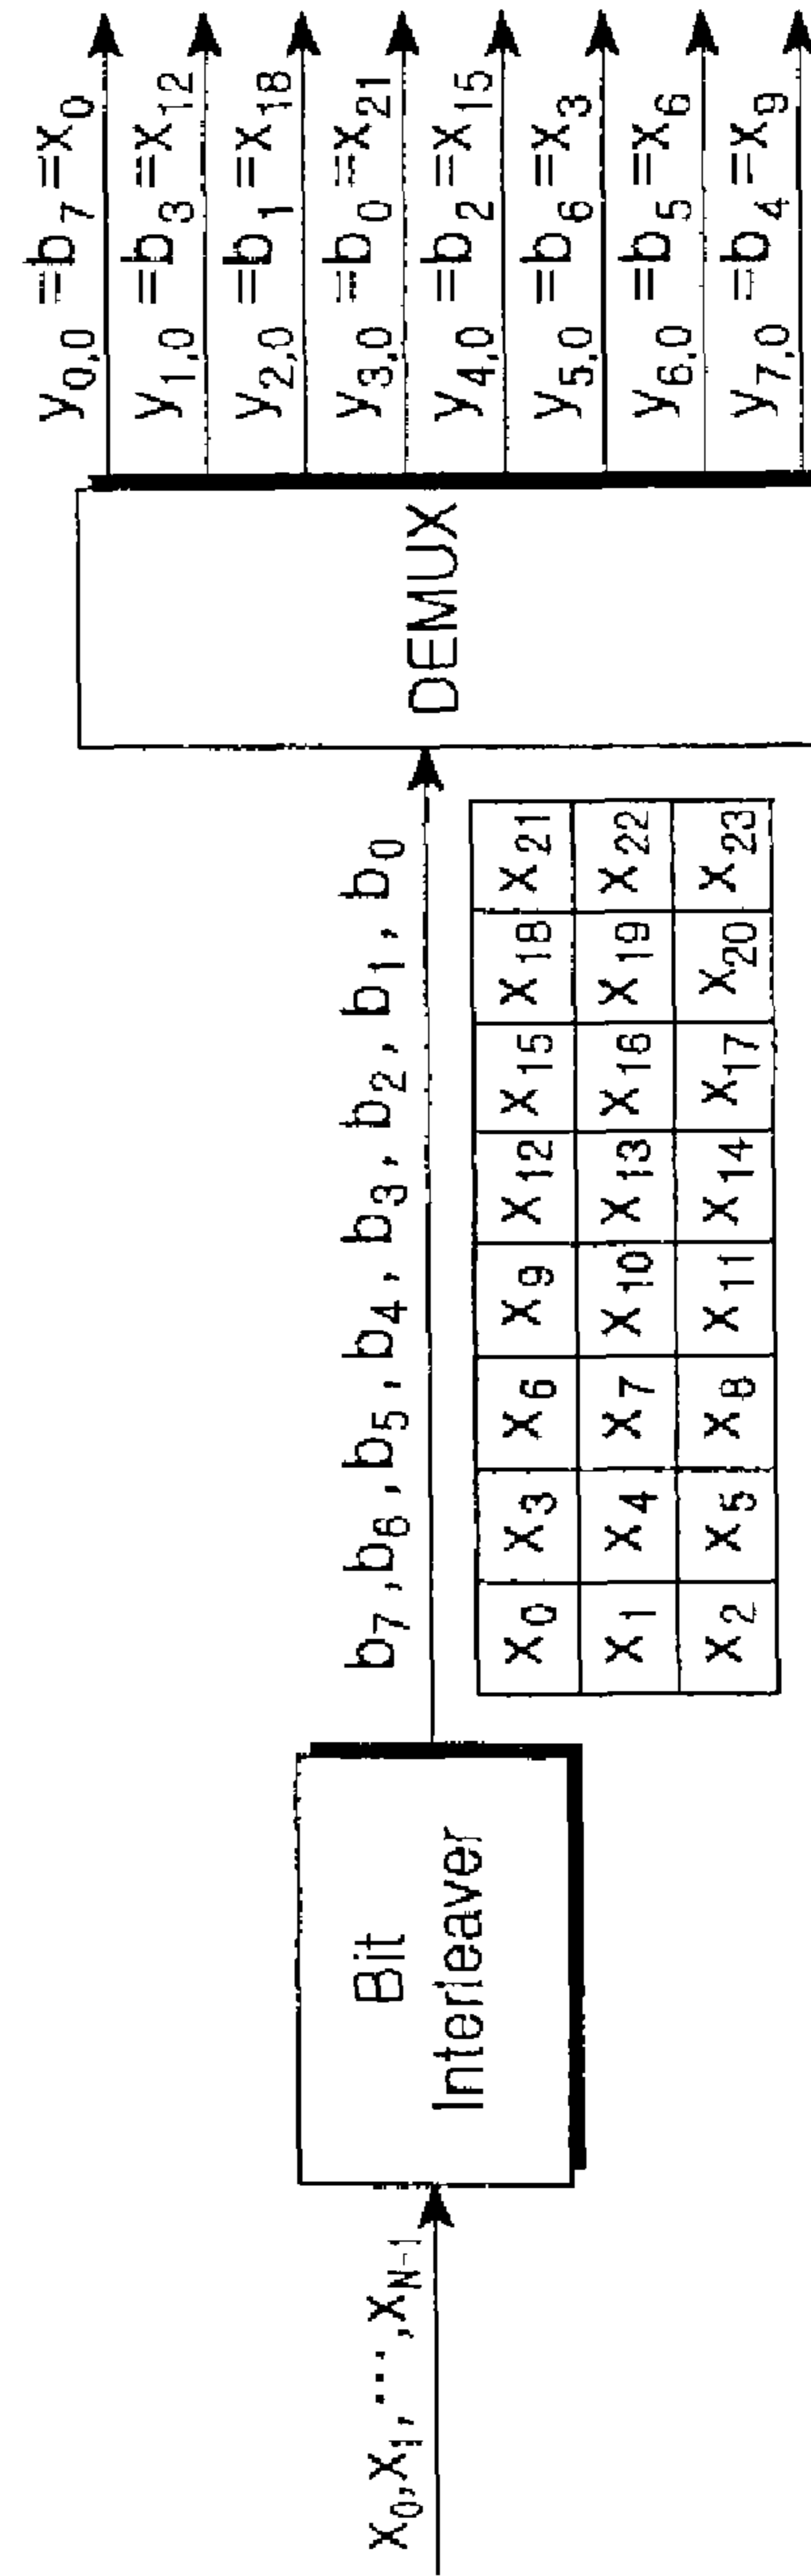 x₀,x₁,⋯,x_N-1
Bit
Interleaver
b₇,b₆,b₅,b₄,b₃,b₂,b₁,b₀
x₀ x₃ x₆ x₉ x₁₂ x₁₅ x₁₈ x₂₁
x₁ x₄ x₇ x₁₀ x₁₃ x₁₆ x₁₉ x₂₂
x₂ x₅ x₈ x₁₁ x₁₄ x₁₇ x₂₀ x₂₃
DEMUX
y₀,₀=b₇=x₀
y₁,₀=b₃=x₁₂
y₂,₀=b₁=x₁₈
y₃,₀=b₀=x₂₁
y₄,₀=b₂=x₁₅
y₅,₀=b₆=x₃
y₆,₀=b₅=x₆
y₇,₀=b₄=x₉